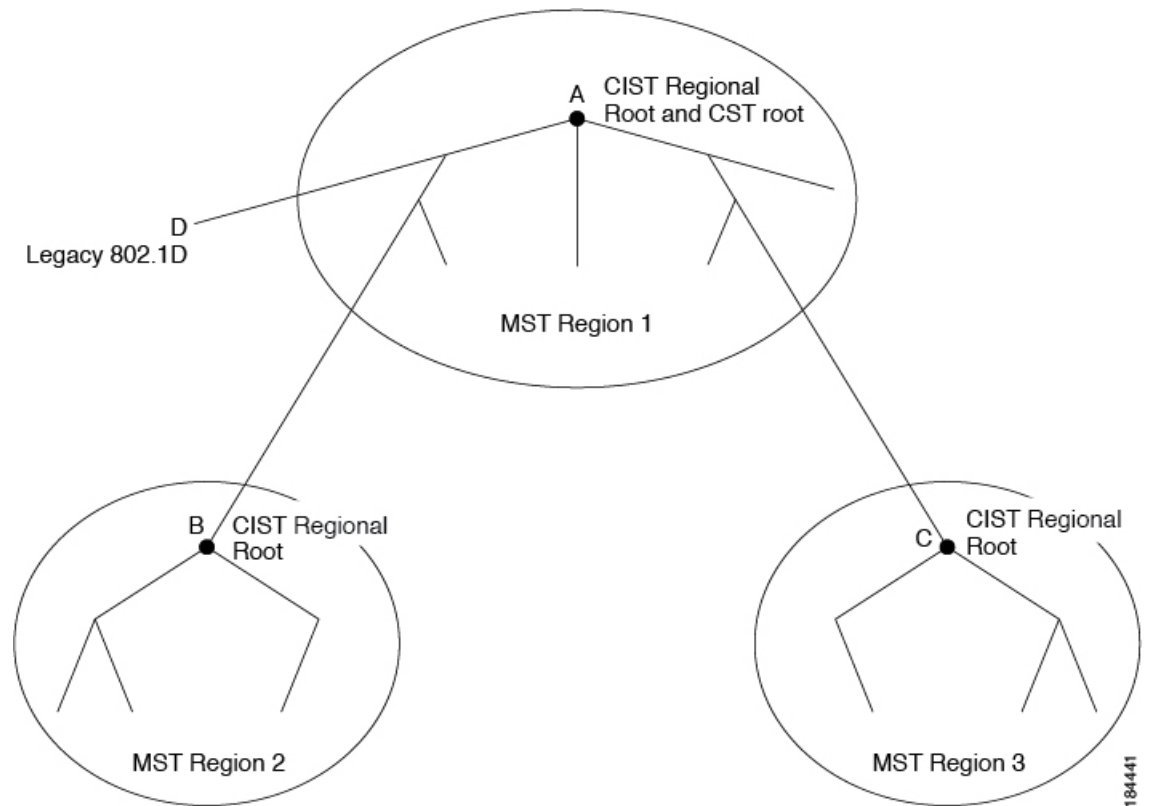 A
CIST Regional
Root and CST root
D
Legacy 802.1D
MST Region 1
B
CIST Regional
Root
C
CIST Regional
Root
MST Region 2
MST Region 3
184441